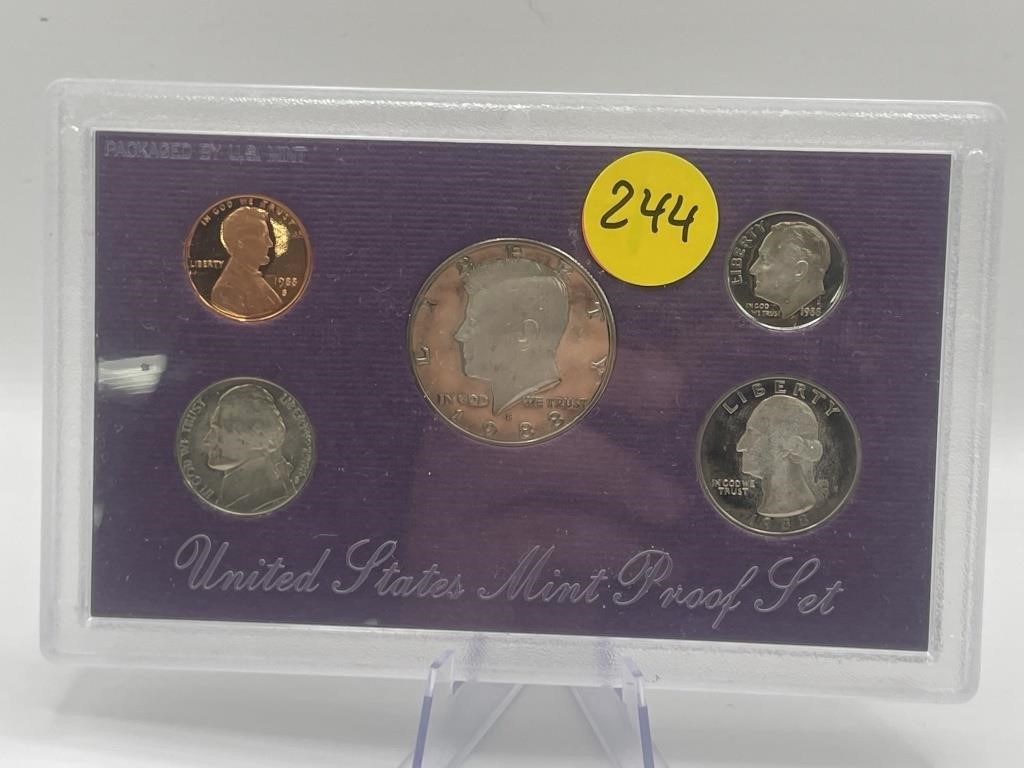 PACKAGED BY U.S. MINT
244
IN GOD WE TRUST
LIBERTY
1988
S
LIBERTY
IN GOD WE TRUST
S
1988
LIBERTY
IN GOD
WE TRUST
1988
IN GOD WE TRUST
LIBERTY
IN GOD WE
TRUST
1988
United States Mint Proof Set